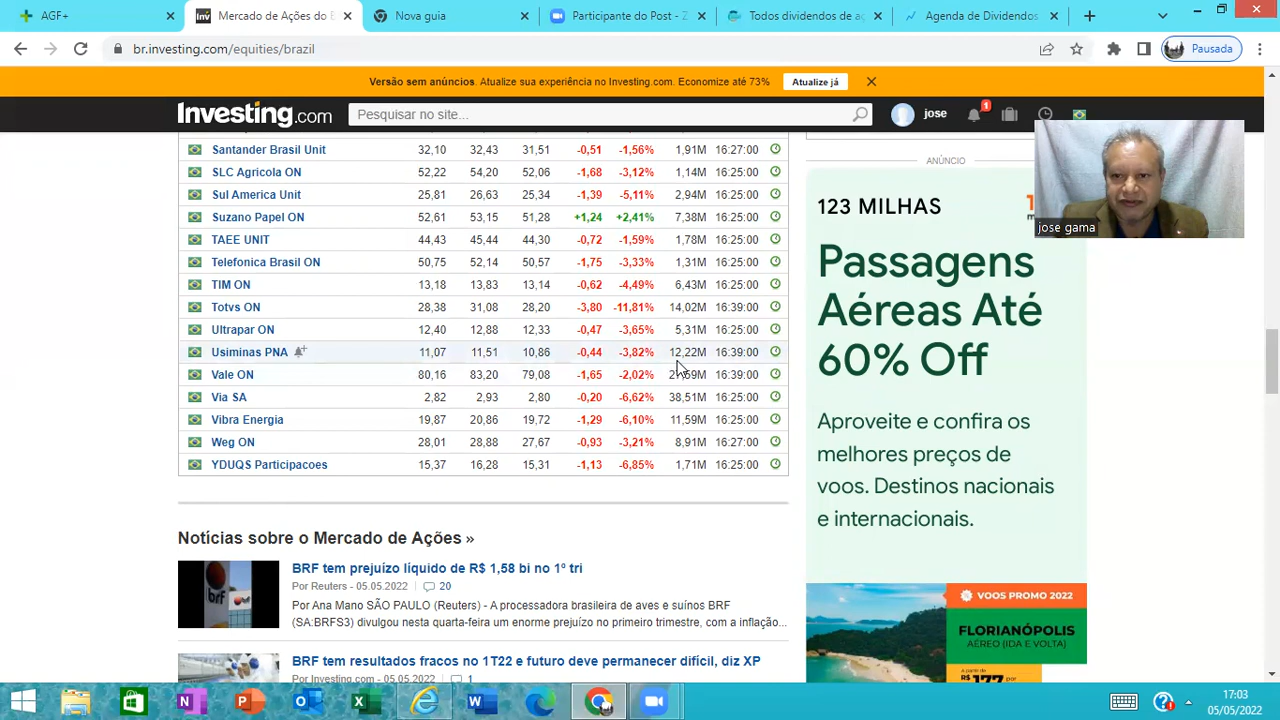 AGF+
Mercado de Ações do B
Nova guia
Participante do Post - Z
Todos dividendos de aç
Agenda de Dividendos
br.investing.com/equities/brazil
Pausada
Versão sem anúncios. Atualize sua experiência no Investing.com. Economize até 73%
Atualize já
Investing.com
Pesquisar no site...
jose
1
Santander Brasil Unit 32,10 32,43 31,51 -0,51 -1,56% 1,91M 16:27:00
SLC Agricola ON 52,22 54,20 52,06 -1,68 -3,12% 1,14M 16:25:00
Sul America Unit 25,81 26,63 25,34 -1,39 -5,11% 2,94M 16:25:00
Suzano Papel ON 52,61 53,15 51,28 +1,24 +2,41% 7,38M 16:25:00
TAEE UNIT 44,43 45,44 44,30 -0,72 -1,59% 1,78M 16:25:00
Telefonica Brasil ON 50,75 52,14 50,57 -1,75 -3,33% 1,31M 16:25:00
TIM ON 13,18 13,83 13,14 -0,62 -4,49% 6,43M 16:25:00
Totvs ON 28,38 31,08 28,20 -3,80 -11,81% 14,02M 16:39:00
Ultrapar ON 12,40 12,88 12,33 -0,47 -3,65% 5,31M 16:25:00
Usiminas PNA 11,07 11,51 10,86 -0,44 -3,82% 12,22M 16:39:00
Vale ON 80,16 83,20 79,08 -1,65 -2,02% 16:39:00
Via SA 2,82 2,93 2,80 -0,20 -6,62% 38,51M 16:25:00
Vibra Energia 19,87 20,86 19,72 -1,29 -6,10% 11,59M 16:25:00
Weg ON 28,01 28,88 27,67 -0,93 -3,21% 8,91M 16:27:00
YDUQS Participacoes 15,37 16,28 15,31 -1,13 -6,85% 1,71M 16:25:00
Notícias sobre o Mercado de Ações »
brf
BRF tem prejuízo líquido de R$ 1,58 bi no 1º tri
Por Reuters - 05.05.2022 20
Por Ana Mano SÃO PAULO (Reuters) - A processadora brasileira de aves e suínos BRF
(SA:BRFS3) divulgou nesta quarta-feira um enorme prejuízo no primeiro trimestre, com a inflação...
BRF tem resultados fracos no 1T22 e futuro deve permanecer difícil, diz XP
Por Investing.com - 05.05.2022 1
ANÚNCIO
jose gama
123 MILHAS
Passagens
Aéreas Até
60% Off
Aproveite e confira os
melhores preços de
voos. Destinos nacionais
e internacionais.
VOOS PROMO 2022
FLORIANÓPOLIS
AÉREO (IDA E VOLTA)
A partir de
R$ 177
17:03
05/05/2022